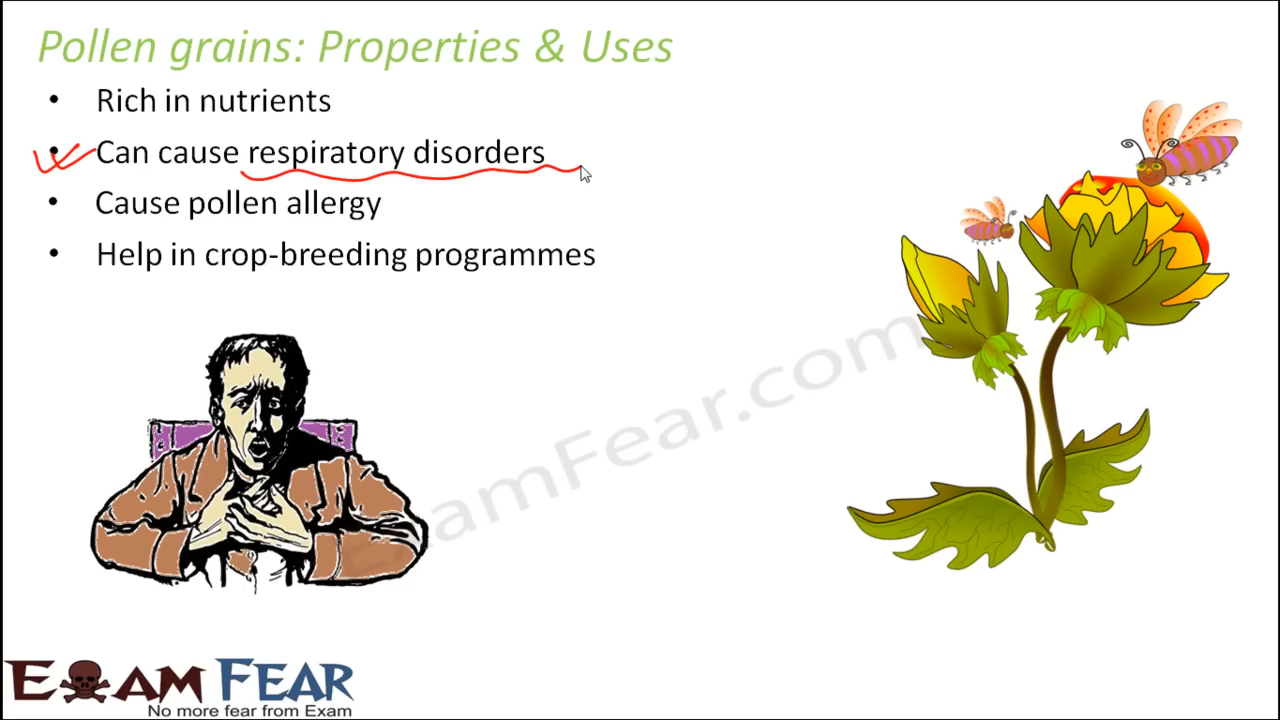 Pollen grains: Properties & Uses
• Rich in nutrients
• Can cause respiratory disorders
• Cause pollen allergy
• Help in crop-breeding programmes
ExamFear.com
EXAM FEAR
No more fear from Exam